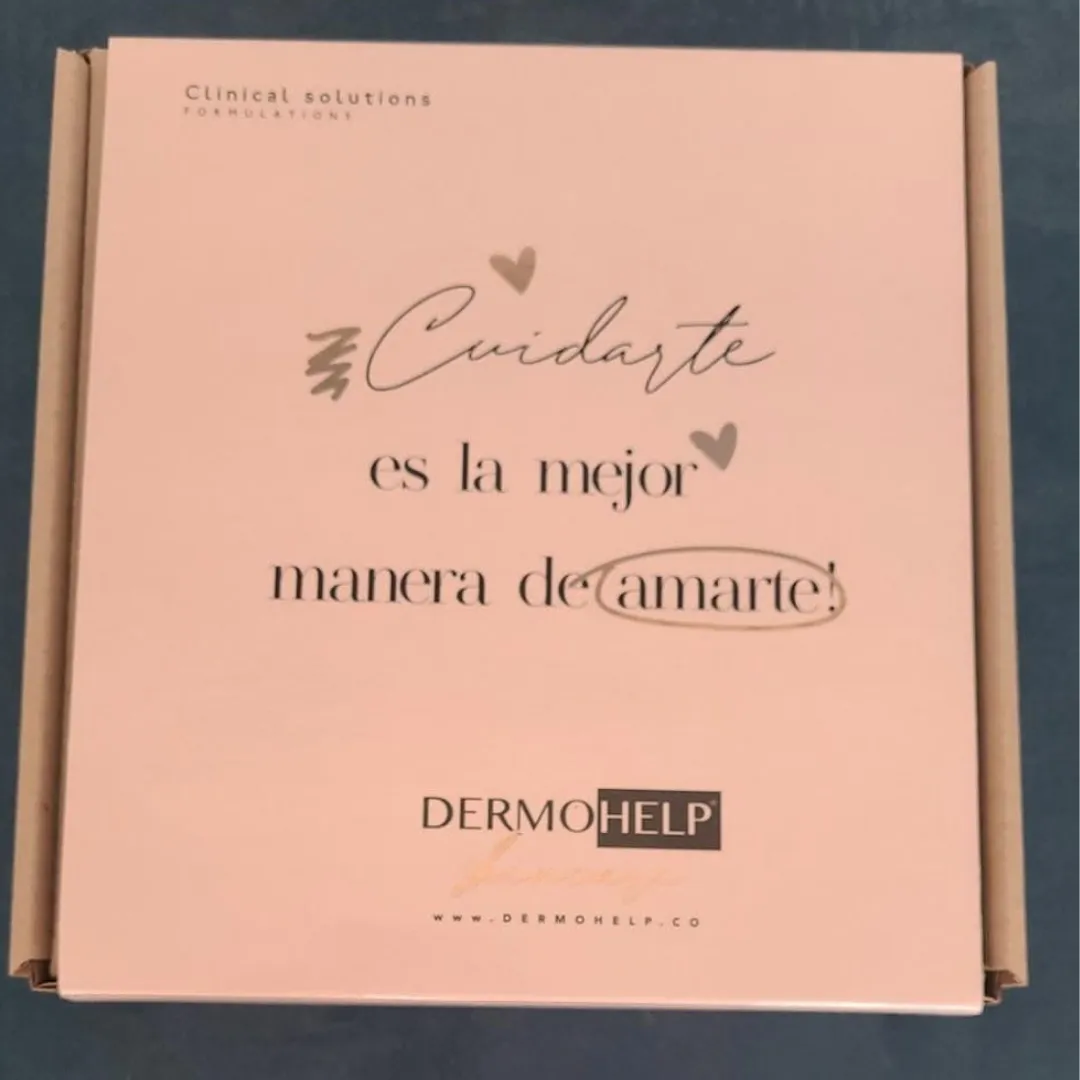 Clinical solutions
FORMULATIONS
Cuidarte
es la mejor
manera de amarte!
DERMOHELP®
www.DERMOHELP.CO